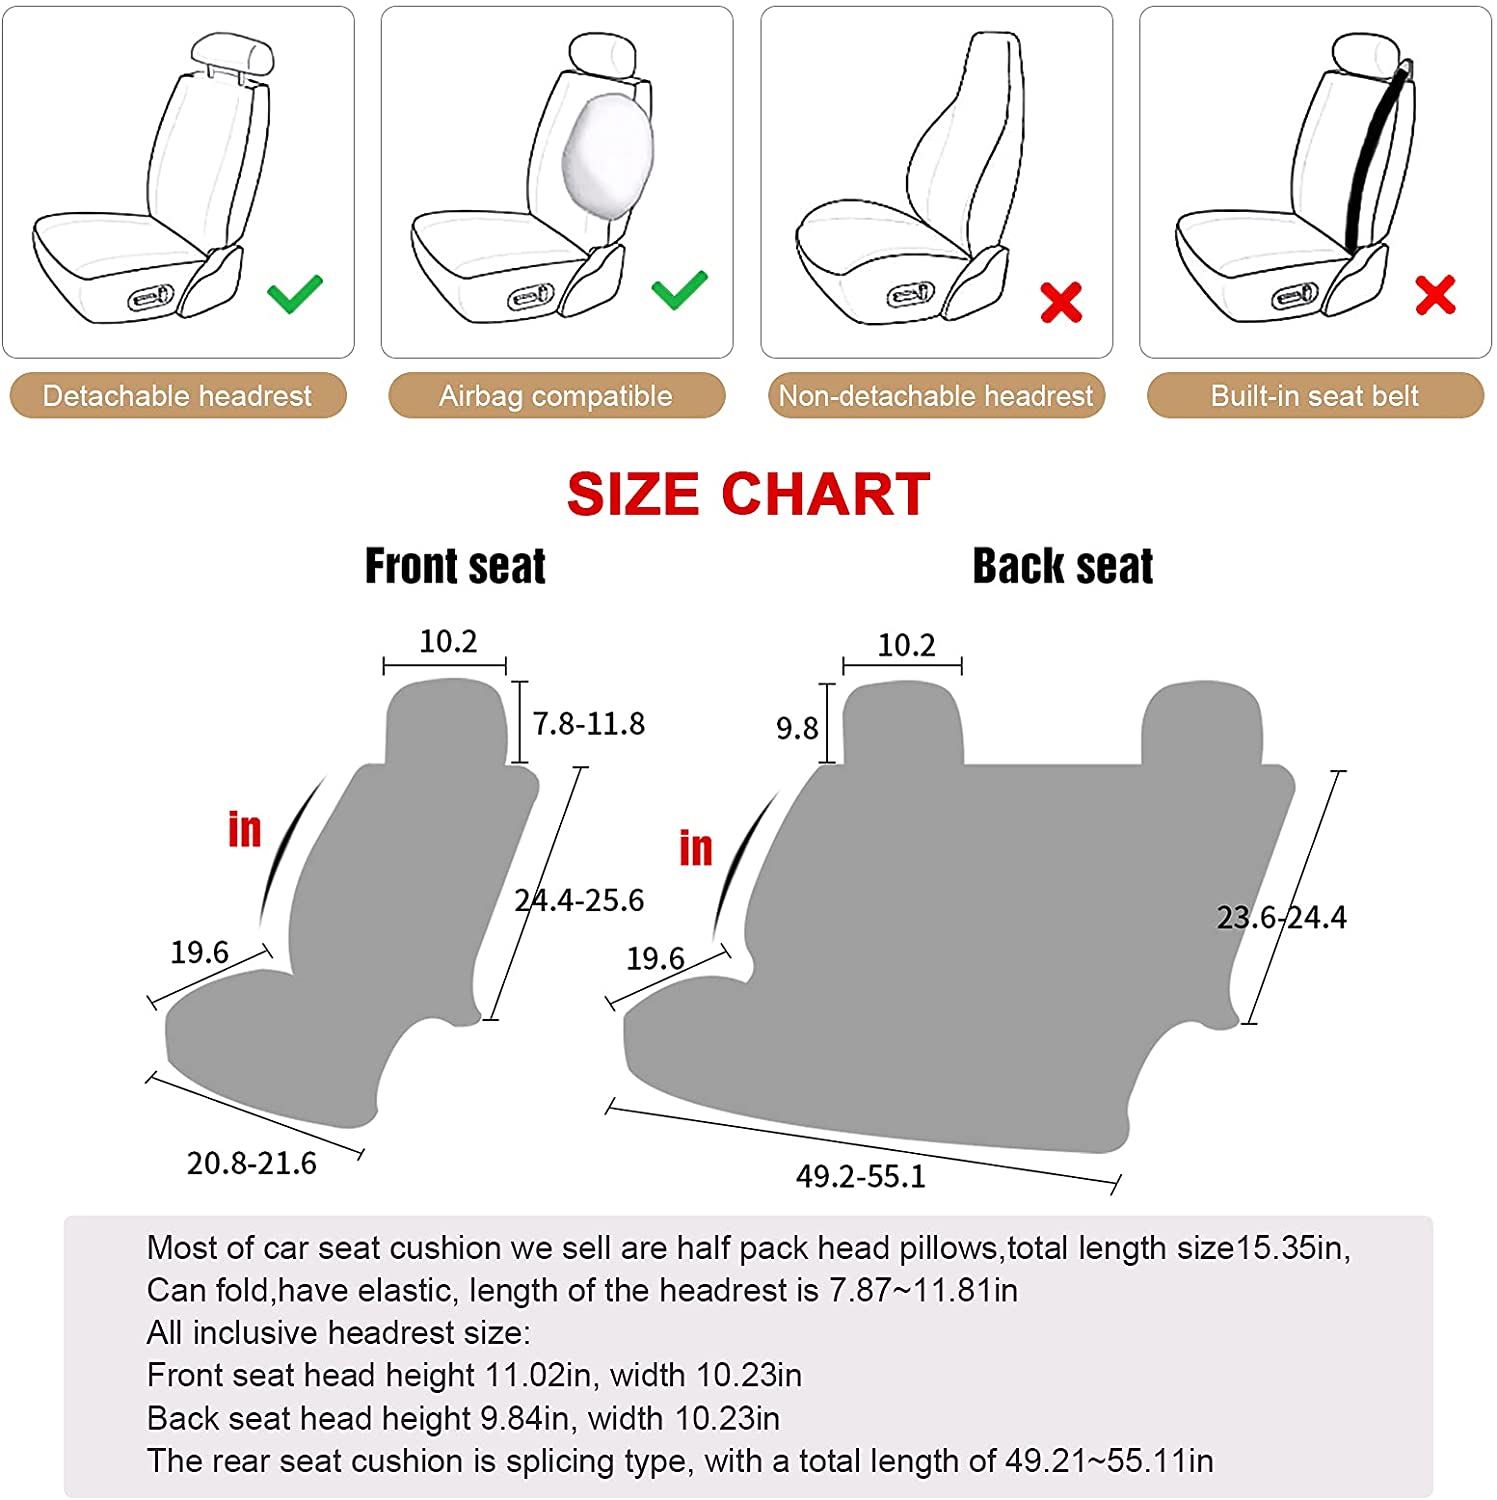 Detachable headrest
Airbag compatible
Non-detachable headrest
Built-in seat belt
SIZE CHART
Front seat
Back seat
10.2
7.8-11.8
in
24.4-25.6
19.6
20.8-21.6
10.2
9.8
in
23.6-24.4
19.6
49.2-55.1
Most of car seat cushion we sell are half pack head pillows,total length size15.35in,
Can fold,have elastic, length of the headrest is 7.87~11.81in
All inclusive headrest size:
Front seat head height 11.02in, width 10.23in
Back seat head height 9.84in, width 10.23in
The rear seat cushion is splicing type, with a total length of 49.21~55.11in